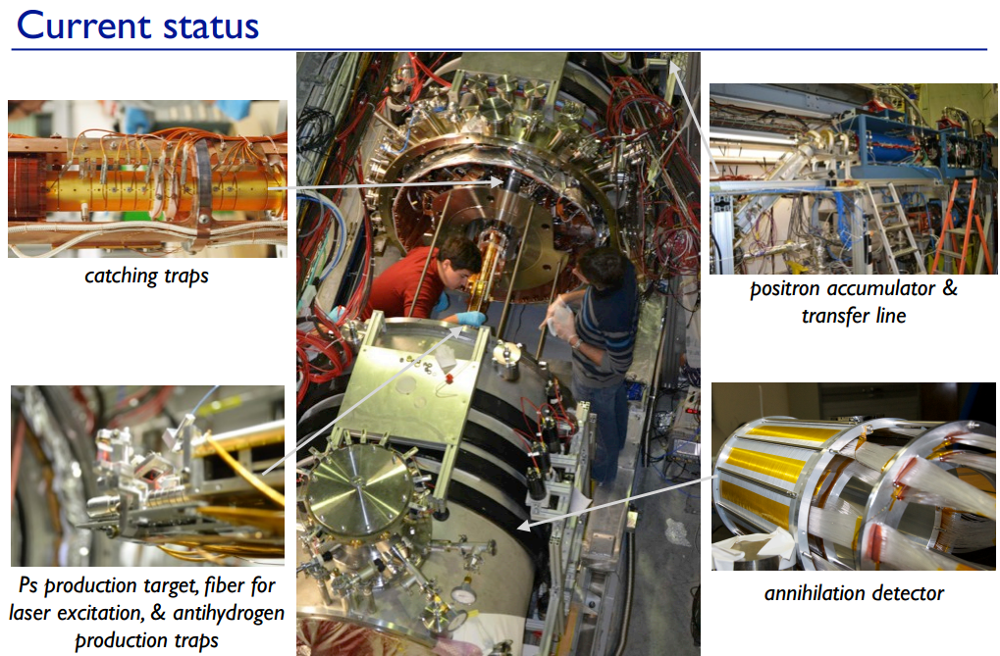 Current status
catching traps
positron accumulator &
transfer line
Ps production target, fiber for
laser excitation, & antihydrogen
production traps
annihilation detector